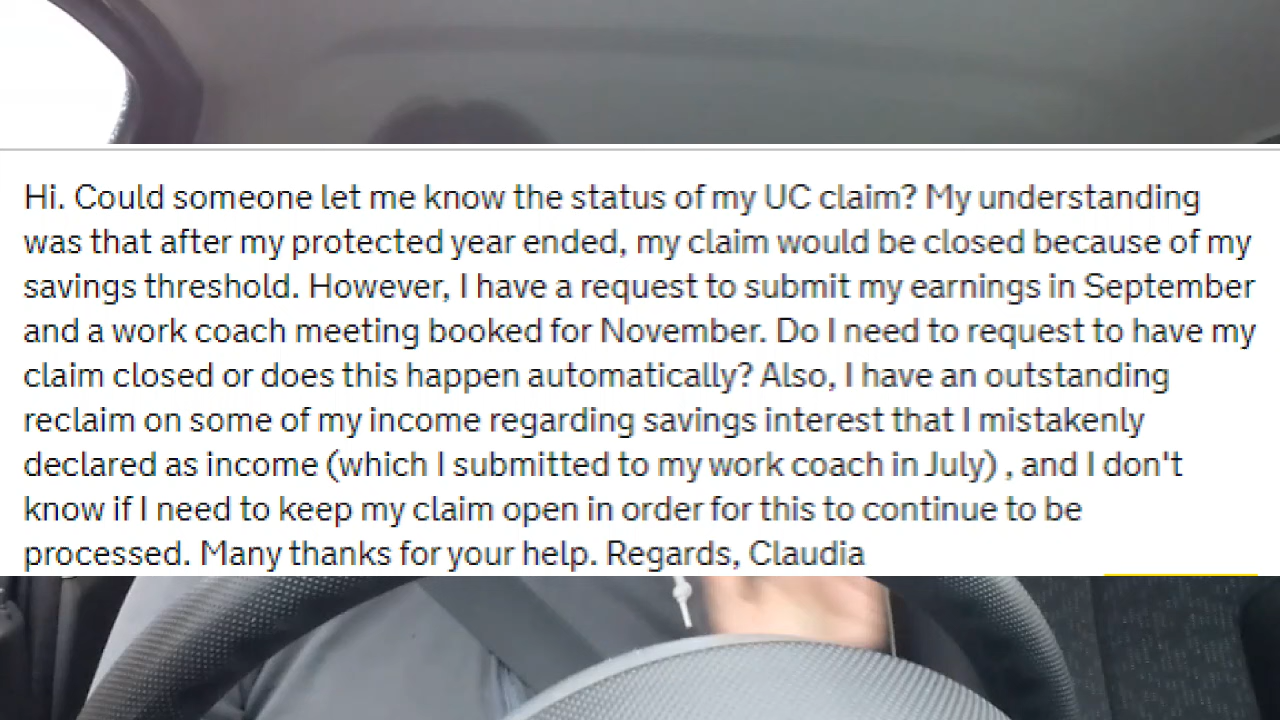 Hi. Could someone let me know the status of my UC claim? My understanding
was that after my protected year ended, my claim would be closed because of my
savings threshold. However, I have a request to submit my earnings in September
and a work coach meeting booked for November. Do I need to request to have my
claim closed or does this happen automatically? Also, I have an outstanding
reclaim on some of my income regarding savings interest that I mistakenly
declared as income (which I submitted to my work coach in July) , and I don't
know if I need to keep my claim open in order for this to continue to be
processed. Many thanks for your help. Regards, Claudia